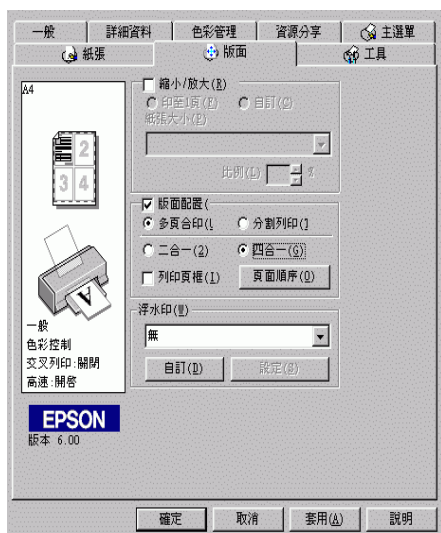 一般 詳細資料 色彩管理 資源分享 主選單
紙張 版面 工具
A4
2
3 4
一般
色彩控制
交叉列印:關閉
高速:開啓
EPSON
版本 6.00
縮小/放大(R)
印至1頁(F) 自訂(C)
紙張大小(P)
比例(L) %
版面配置(
多頁合印(L 分割列印(1
二合一(2) 四合一(G)
列印頁框(I) 頁面順序(O)
浮水印(W)
無
自訂(D) 設定(S)
確定 取消 套用(A) 說明